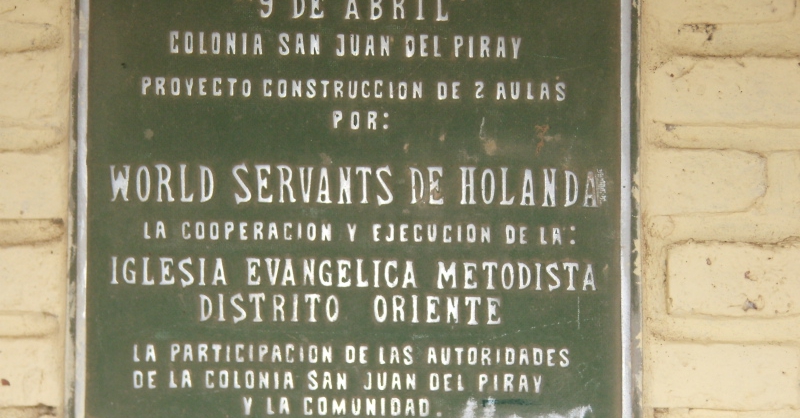 "9 DE ABRIL"
COLONIA SAN JUAN DEL PIRAY
PROYECTO CONSTRUCCION DE 2 AULAS
POR:
WORLD SERVANTS DE HOLANDA
LA COOPERACION Y EJECUCION DE LA:
IGLESIA EVANGELICA METODISTA
DISTRITO ORIENTE
LA PARTICIPACION DE LAS AUTORIDADES
DE LA COLONIA SAN JUAN DEL PIRAY
Y LA COMUNIDAD.